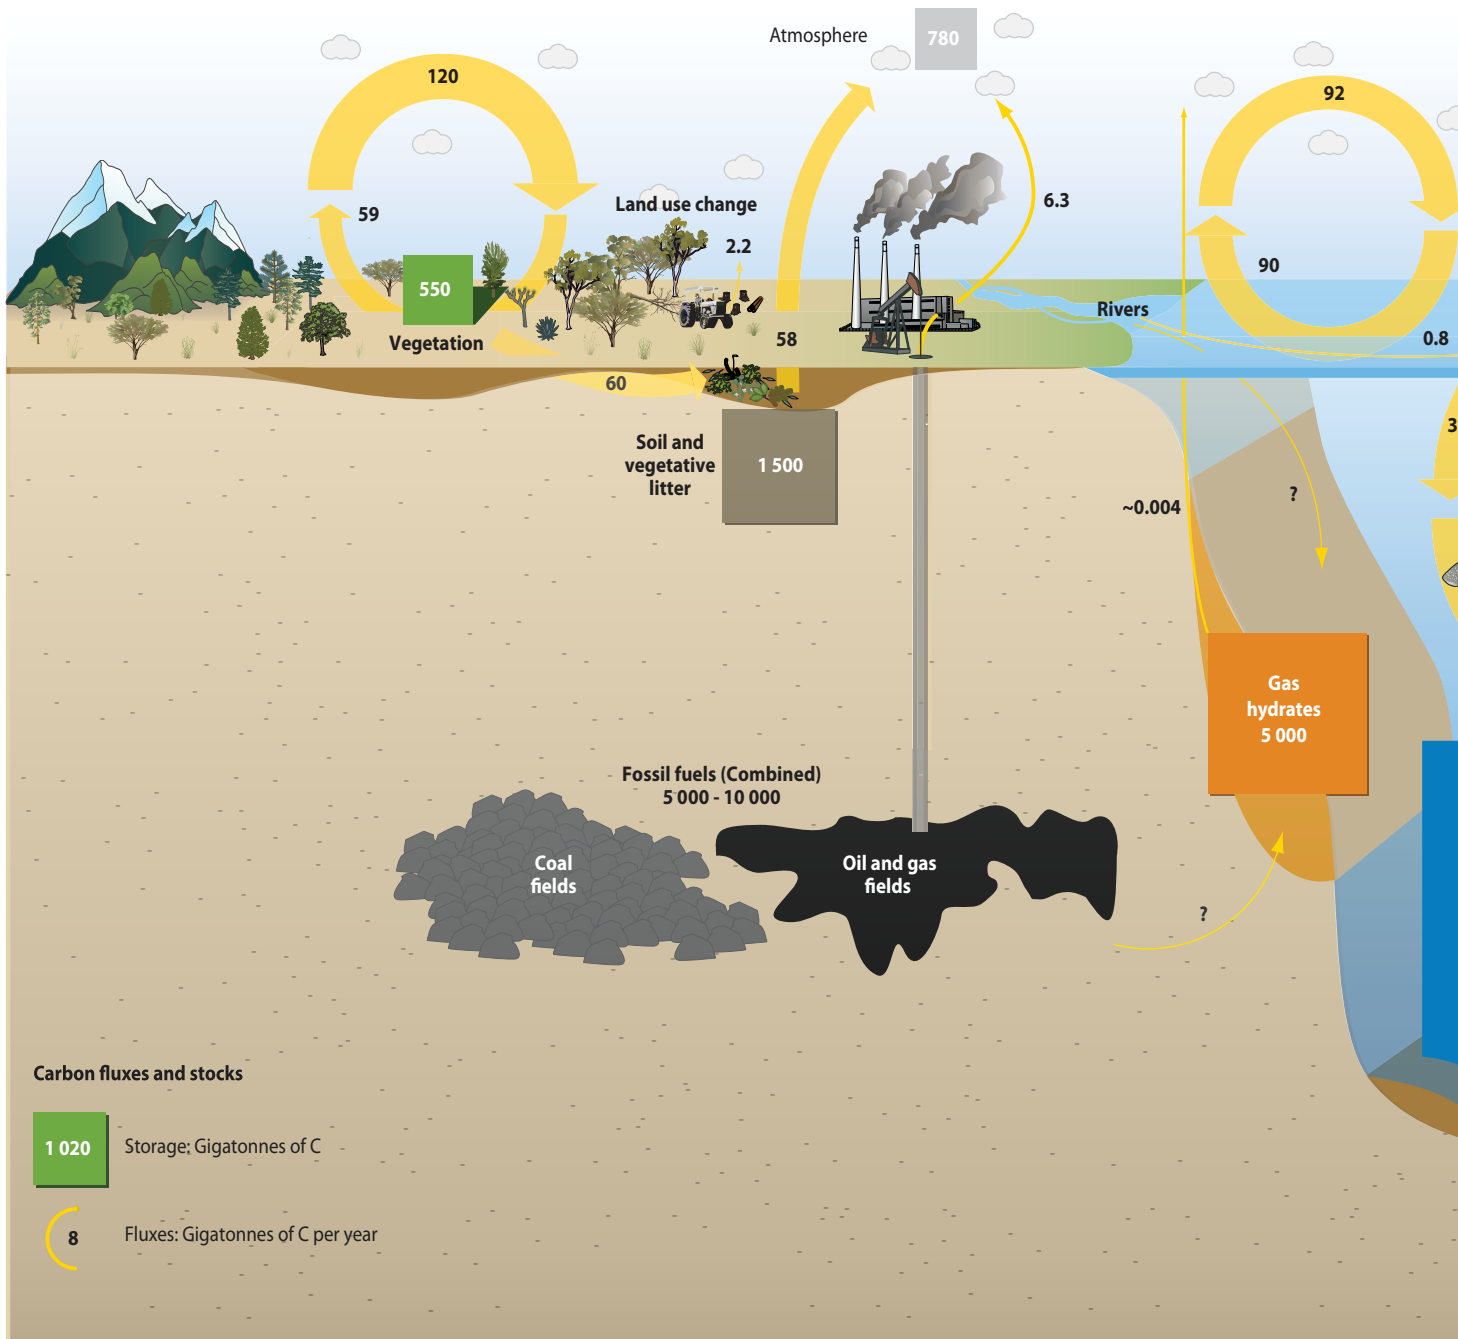 Atmosphere
780
120
92
59
Land use change
2.2
6.3
550
90
Rivers
Vegetation
58
0.8
60
3
Soil and
vegetative
litter
1 500
?
~0.004
Gas
hydrates
5 000
Fossil fuels (Combined)
5 000 - 10 000
Coal
fields
Oil and gas
fields
?
Carbon fluxes and stocks
1 020
Storage: Gigatonnes of C
8
Fluxes: Gigatonnes of C per year